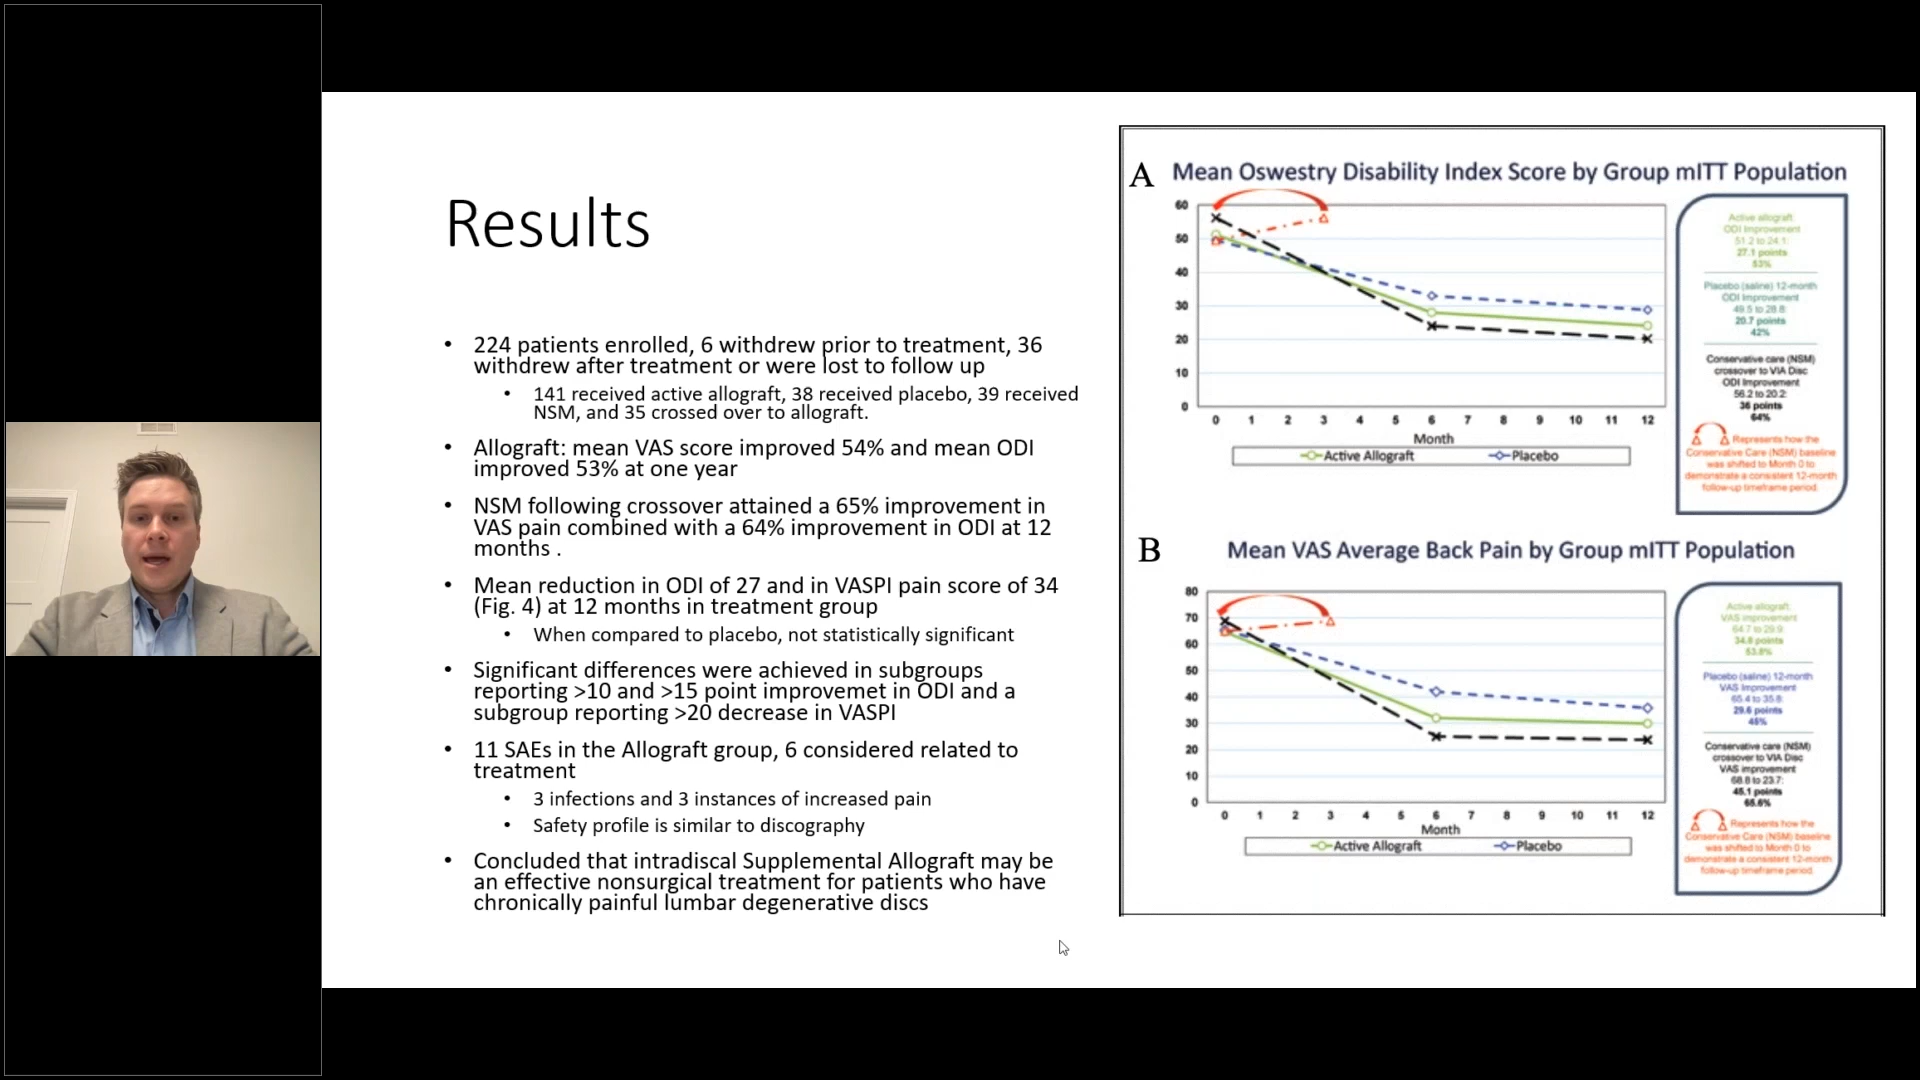 Results
• 224 patients enrolled, 6 withdrew prior to treatment, 36
withdrew after treatment or were lost to follow up
• 141 received active allograft, 38 received placebo, 39 received
NSM, and 35 crossed over to allograft.
• Allograft: mean VAS score improved 54% and mean ODI
improved 53% at one year
• NSM following crossover attained a 65% improvement in
VAS pain combined with a 64% improvement in ODI at 12
months .
• Mean reduction in ODI of 27 and in VASPI pain score of 34
(Fig. 4) at 12 months in treatment group
• When compared to placebo, not statistically significant
• Significant differences were achieved in subgroups
reporting >10 and >15 point improvemet in ODI and a
subgroup reporting >20 decrease in VASPI
• 11 SAEs in the Allograft group, 6 considered related to
treatment
• 3 infections and 3 instances of increased pain
• Safety profile is similar to discography
• Concluded that intradiscal Supplemental Allograft may be
an effective nonsurgical treatment for patients who have
chronically painful lumbar degenerative discs
A
Mean Oswestry Disability Index Score by Group mITT Population
60
50
40
30
20
10
0
0 1 2 3 4 5 6 7 8 9 10 11 12
Month
Active Allograft Placebo
Active allograft:
ODI Improvement
51.2 to 24.1:
27.1 points
53%
Placebo (saline) 12-month
ODI Improvement
49.5 to 28.8:
20.7 points
42%
Conservative care (NSM)
crossover to VIA Disc
ODI Improvement
56.2 to 20.2:
36 points
64%
Represents how the
Conservative Care (NSM) baseline
was shifted to Month 0 to
demonstrate a consistent 12-month
follow-up timeframe period.
B
Mean VAS Average Back Pain by Group mITT Population
80
70
60
50
40
30
20
10
0
0 1 2 3 4 5 6 7 8 9 10 11 12
Month
Active Allograft Placebo
Active allograft:
VAS improvement
64.7 to 29.9:
34.8 points
53.8%
Placebo (saline) 12-month
VAS Improvement
65.4 to 35.8:
29.6 points
45%
Conservative care (NSM)
crossover to VIA Disc
VAS improvement
68.8 to 23.7:
45.1 points
65.6%
Represents how the
Conservative Care (NSM) baseline
was shifted to Month 0 to
demonstrate a consistent 12-month
follow-up timeframe period.